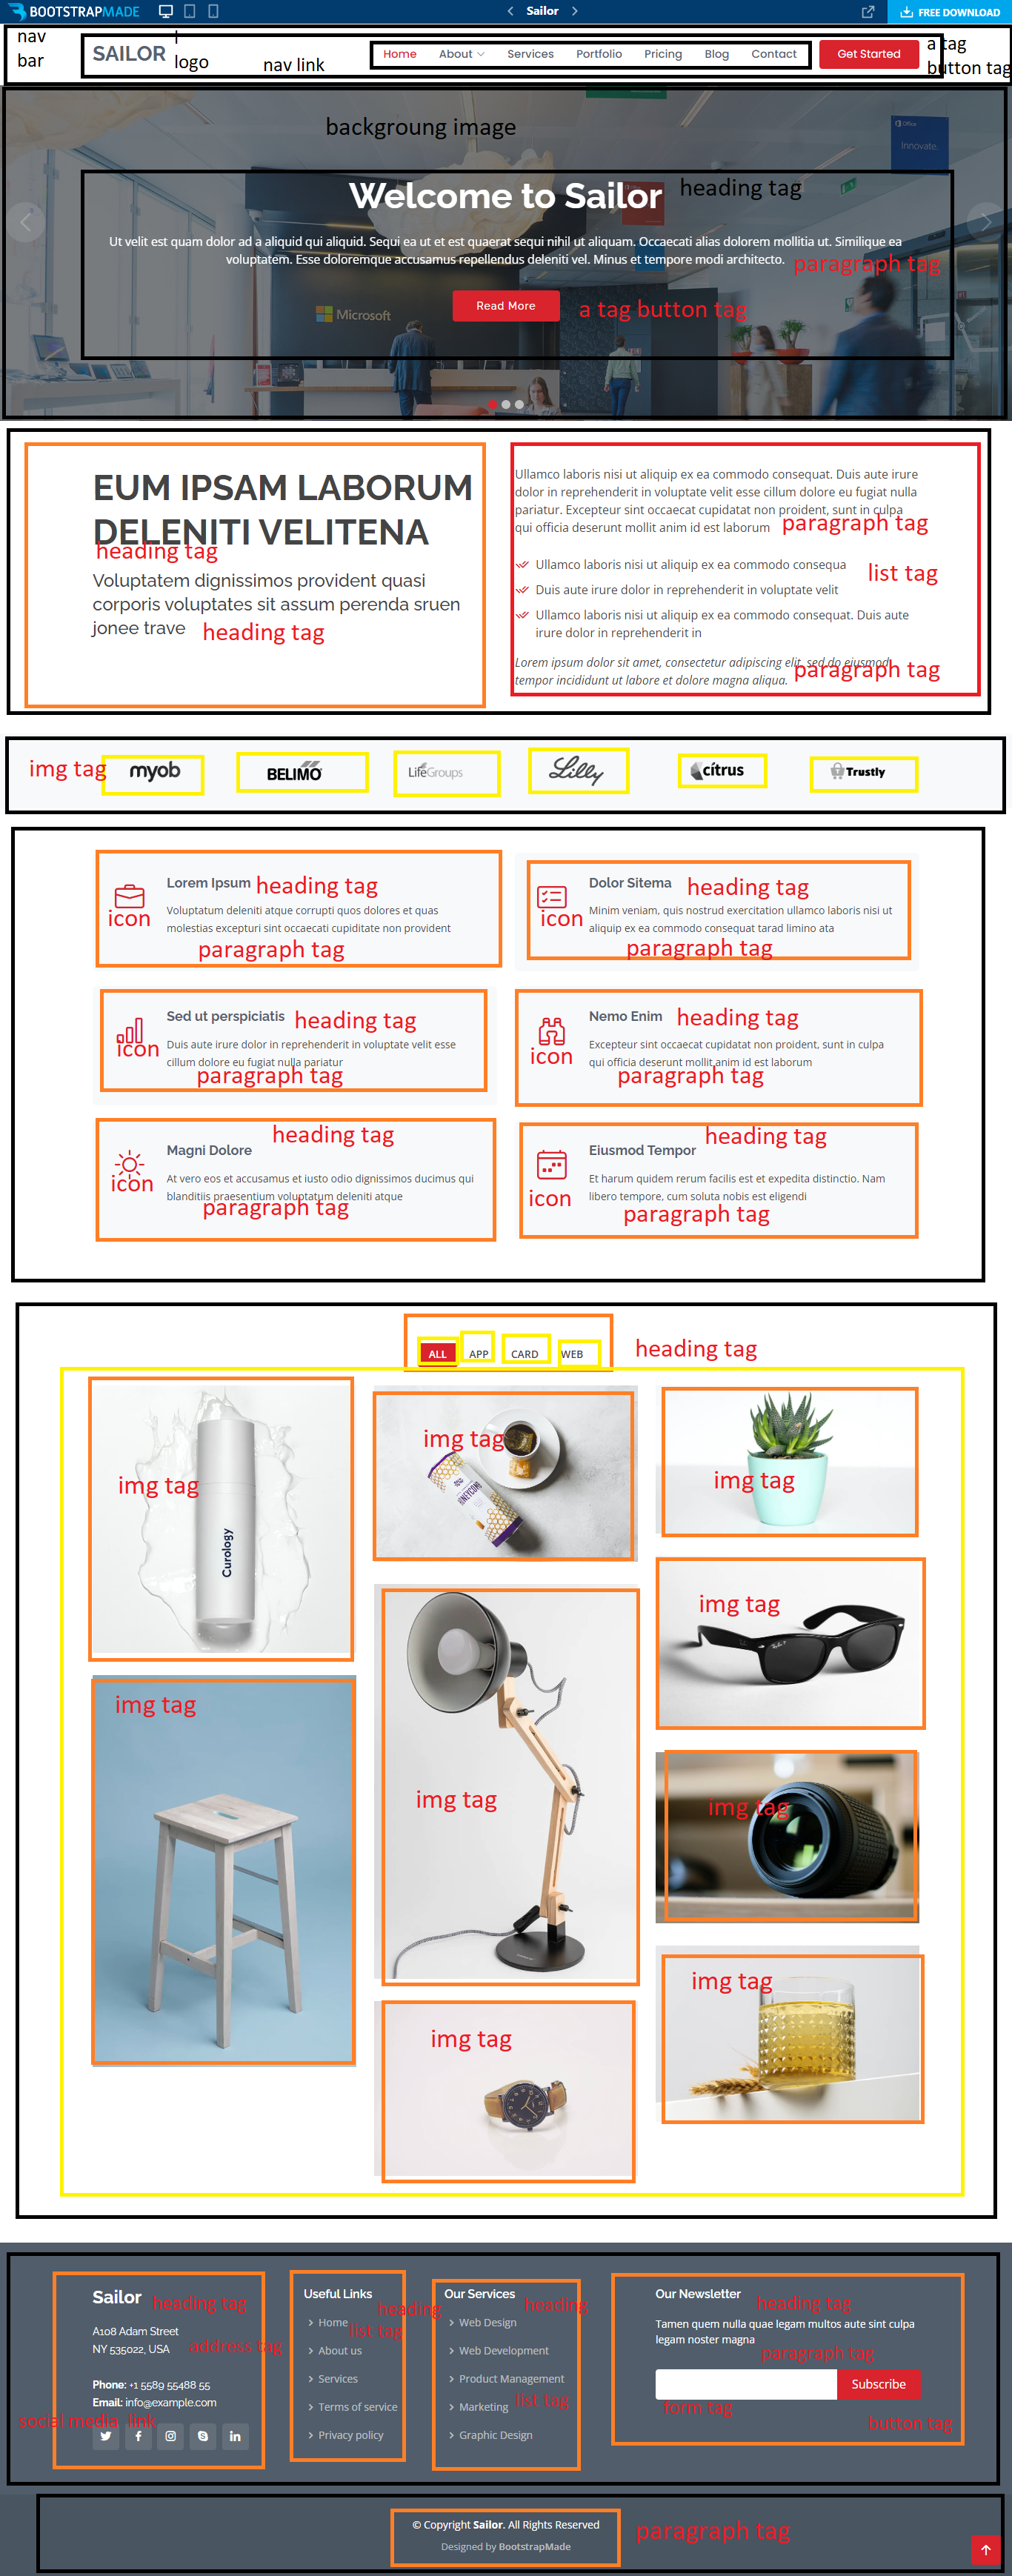 BOOTSTRAPMADE
Sailor
FREE DOWNLOAD
nav
bar
SAILOR
logo
nav link
Home
About
Services
Portfolio
Pricing
Blog
Contact
Get Started
a tag
button tag
backgroung image
Office
Innovate.
Welcome to Sailor
heading tag
Ut velit est quam dolor ad a aliquid qui aliquid. Sequi ea ut et est quaerat sequi nihil ut aliquam. Occaecati alias dolorem mollitia ut. Similique ea
voluptatem. Esse doloremque accusamus repellendus deleniti vel. Minus et tempore modi architecto.
paragraph tag
Read More
a tag button tag
Microsoft
EUM IPSAM LABORUM
DELENITI VELITENA
heading tag
Voluptatem dignissimos provident quasi
corporis voluptates sit assum perenda sruen
jonee trave
heading tag
Ullamco laboris nisi ut aliquip ex ea commodo consequat. Duis aute irure
dolor in reprehenderit in voluptate velit esse cillum dolore eu fugiat nulla
pariatur. Excepteur sint occaecat cupidatat non proident, sunt in culpa
qui officia deserunt mollit anim id est laborum
paragraph tag
Ullamco laboris nisi ut aliquip ex ea commodo consequa
list tag
Duis aute irure dolor in reprehenderit in voluptate velit
Ullamco laboris nisi ut aliquip ex ea commodo consequat. Duis aute
irure dolor in reprehenderit in
Lorem ipsum dolor sit amet, consectetur adipiscing elit, sed do eiusmod
tempor incididunt ut labore et dolore magna aliqua.
paragraph tag
img tag
myob
BELIMO
LifeGroups
Lilly
citrus
Trustly
Lorem Ipsum
heading tag
icon
Voluptatum deleniti atque corrupti quos dolores et quas
molestias excepturi sint occaecati cupiditate non provident
paragraph tag
Dolor Sitema
heading tag
icon
Minim veniam, quis nostrud exercitation ullamco laboris nisi ut
aliquip ex ea commodo consequat tarad limino ata
paragraph tag
Sed ut perspiciatis
heading tag
icon
Duis aute irure dolor in reprehenderit in voluptate velit esse
cillum dolore eu fugiat nulla pariatur
paragraph tag
Nemo Enim
heading tag
icon
Excepteur sint occaecat cupidatat non proident, sunt in culpa
qui officia deserunt mollit anim id est laborum
paragraph tag
heading tag
Magni Dolore
icon
At vero eos et accusamus et iusto odio dignissimos ducimus qui
blanditiis praesentium voluptatum deleniti atque
paragraph tag
heading tag
Eiusmod Tempor
icon
Et harum quidem rerum facilis est et expedita distinctio. Nam
libero tempore, cum soluta nobis est eligendi
paragraph tag
ALL
APP
CARD
WEB
heading tag
img tag
Curology
img tag
HONEYCOMB
img tag
img tag
img tag
img tag
img tag
img tag
img tag
Sailor
heading tag
A108 Adam Street
NY 535022, USA
address tag
Phone: +1 5589 55488 55
Email: info@example.com
social media link
Useful Links
heading
Home
list tag
About us
Services
Terms of service
Privacy policy
Our Services
heading
Web Design
Web Development
Product Management
Marketing
list tag
Graphic Design
Our Newsletter
heading tag
Tamen quem nulla quae legam multos aute sint culpa
legam noster magna
paragraph tag
Subscribe
form tag
button tag
© Copyright Sailor. All Rights Reserved
Designed by BootstrapMade
paragraph tag